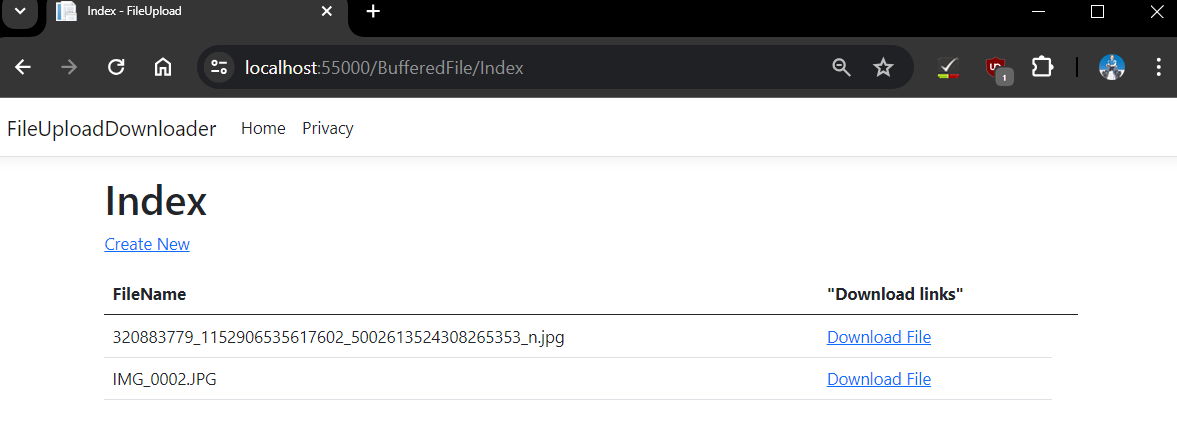 Index - FileUpload
localhost:55000/BufferedFile/Index
1
FileUploadDownloader Home Privacy
Index
Create New
FileName "Download links"
320883779_1152906535617602_5002613524308265353_n.jpg Download File
IMG_0002.JPG Download File